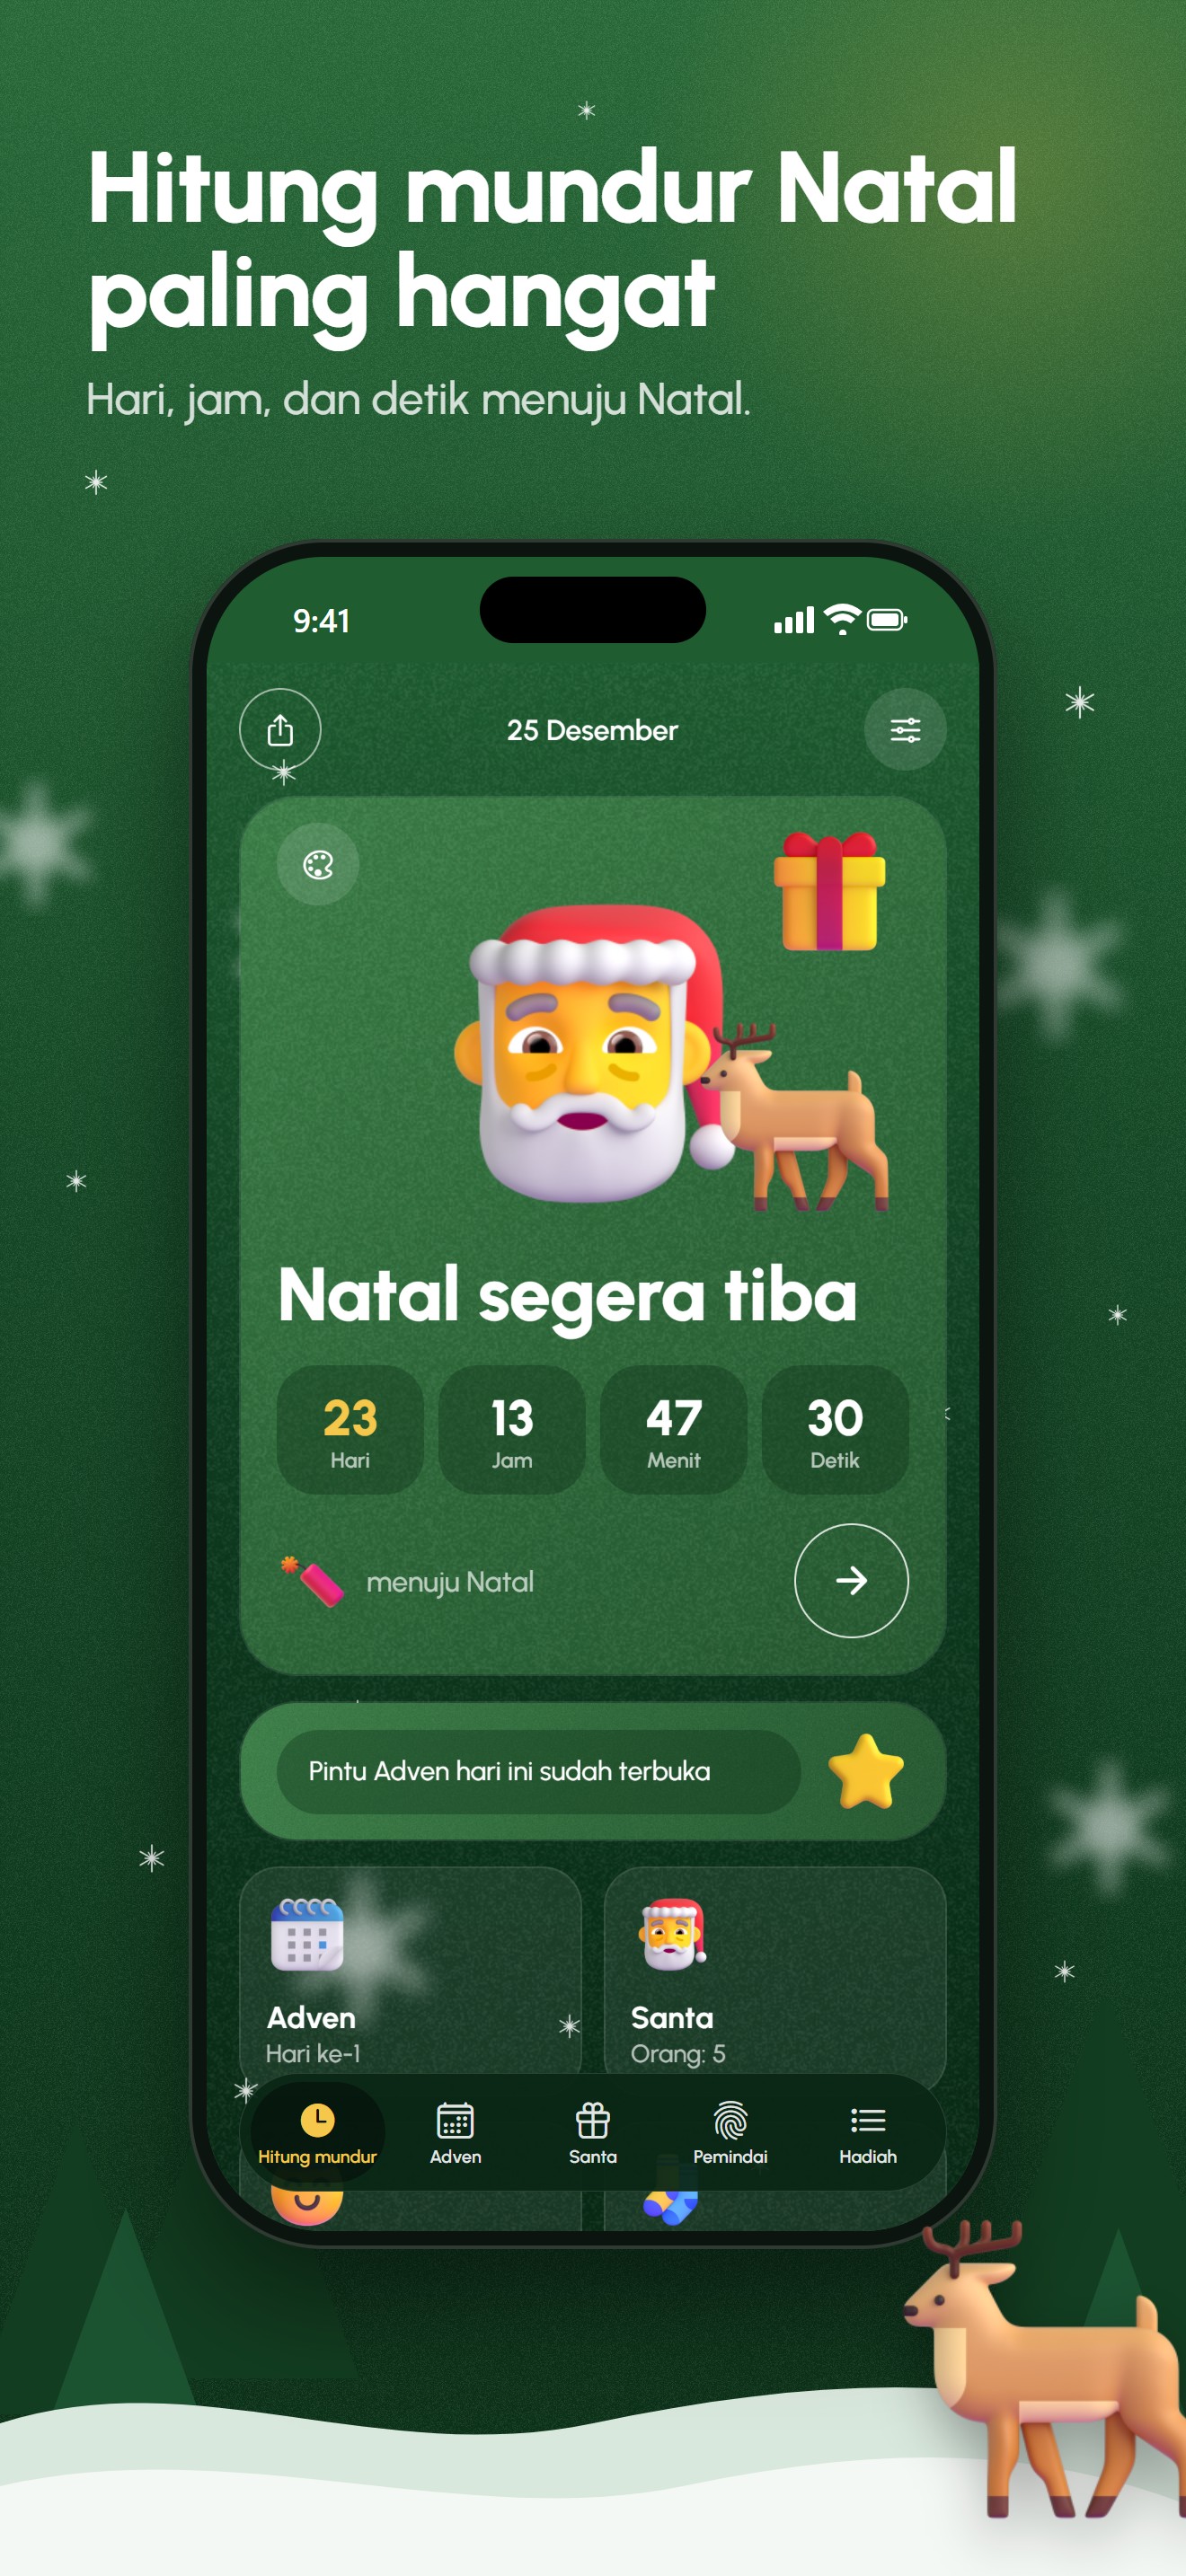 Hitung mundur Natal
paling hangat
Hari, jam, dan detik menuju Natal.
9:41
25 Desember
Natal segera tiba
23
Hari
13
Jam
47
Menit
30
Detik
menuju Natal
Pintu Adven hari ini sudah terbuka
Adven
Hari ke-1
Santa
Orang: 5
Hitung mundur
Adven
Santa
Pemindai
Hadiah